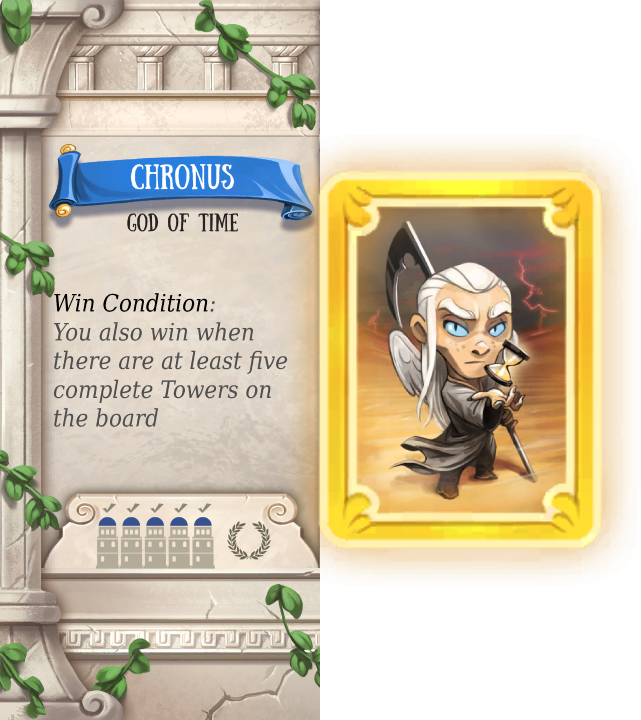 CHRONUS
GOD OF TIME
Win Condition:
You also win when
there are at least five
complete Towers on
the board